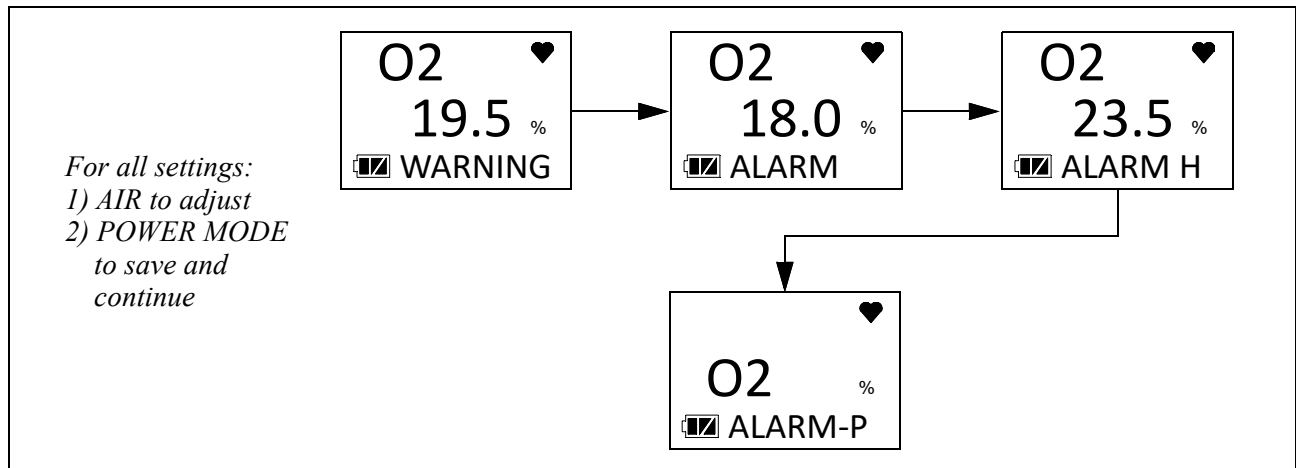 O2
19.5 %
WARNING
O2
18.0 %
ALARM
O2
23.5 %
ALARM H
For all settings:
1) AIR to adjust
2) POWER MODE
to save and
continue
O2 %
ALARM-P